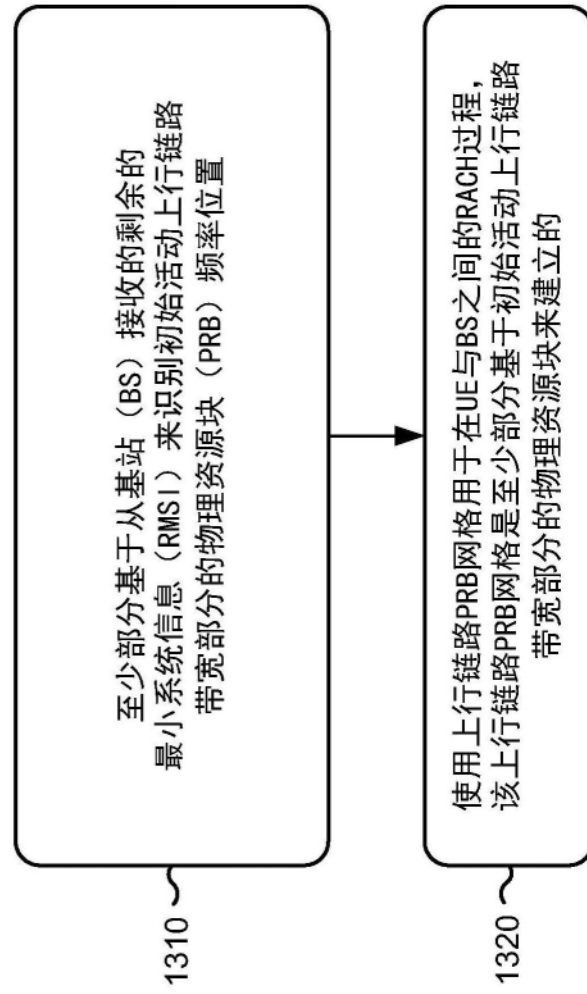 1310
至少部分基于从基站（BS）接收的剩余的
最小系统信息（RMSI）来识别初始活动上行链路
带宽部分的物理资源块（PRB）频率位置
1320
使用上行链路PRB网格用于在UE与BS之间的RACH过程，
该上行链路PRB网格是至少部分基于初始活动上行链路
带宽部分的物理资源块来建立的